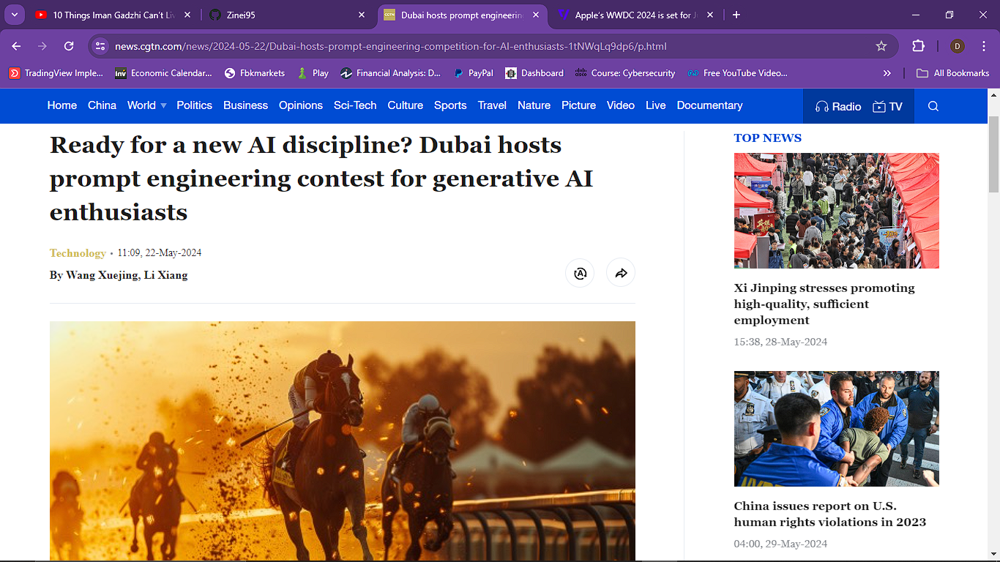 10 Things Iman Gadzhi Can't Liv
Zinei95
Dubai hosts prompt engineerin
Apple's WWDC 2024 is set for J
news.cgtn.com/news/2024-05-22/Dubai-hosts-prompt-engineering-competition-for-AI-enthusiasts-1tNWqLq9dp6/p.html
D
TradingView Imple...
Economic Calendar...
Fbkmarkets
Play
Financial Analysis: D...
PayPal
Dashboard
Course: Cybersecurity
Free YouTube Video...
All Bookmarks
Home China World Politics Business Opinions Sci-Tech Culture Sports Travel Nature Picture Video Live Documentary Radio TV
Ready for a new AI discipline? Dubai hosts
prompt engineering contest for generative AI
enthusiasts
Technology • 11:09, 22-May-2024
By Wang Xuejing, Li Xiang
TOP NEWS
Xi Jinping stresses promoting
high-quality, sufficient
employment
15:38, 28-May-2024
China issues report on U.S.
human rights violations in 2023
04:00, 29-May-2024